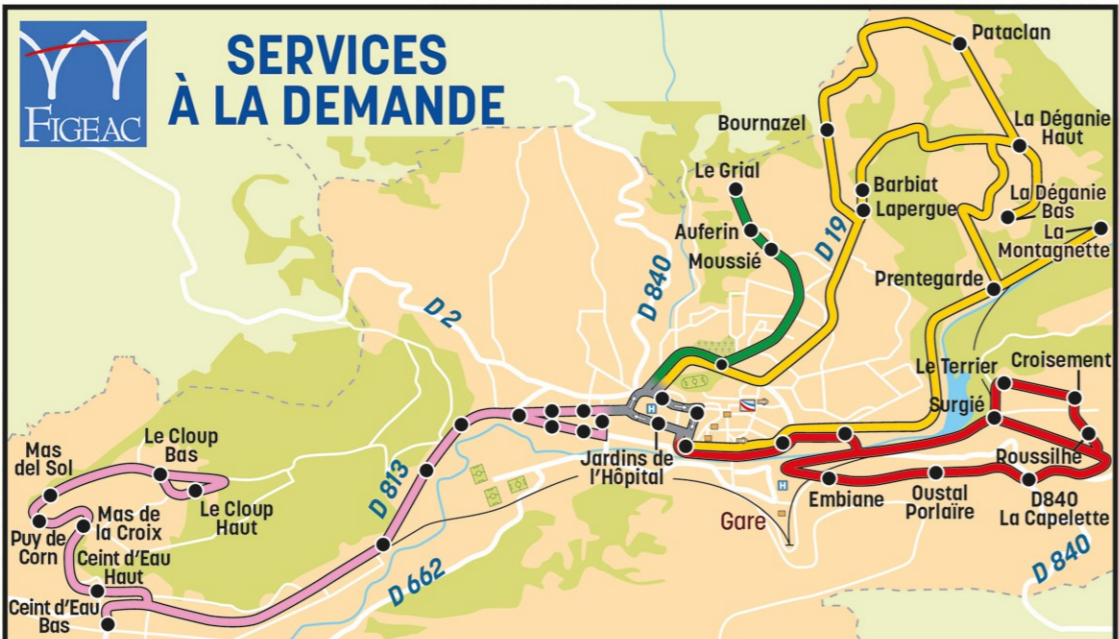 FIGEAC
SERVICES
À LA DEMANDE
Pataclan
Bournazel
La Déganie
Haut
Le Grial
Barbiat
Lapergue
La Déganie
Bas
Auferin
Moussié
D 19
La
Montagnette
D 840
Prentegarde
D 2
Le Terrier
Croisement
Surgié
Mas
del Sol
Le Cloup
Bas
H
Jardins de
l'Hôpital
Roussilhe
D 813
Le Cloup
Haut
H
Embiane
Oustal
Porlaïre
D840
La Capelette
Puy de
Corn
Mas de
la Croix
Gare
Ceint d'Eau
Haut
D 662
D 840
Ceint d'Eau
Bas